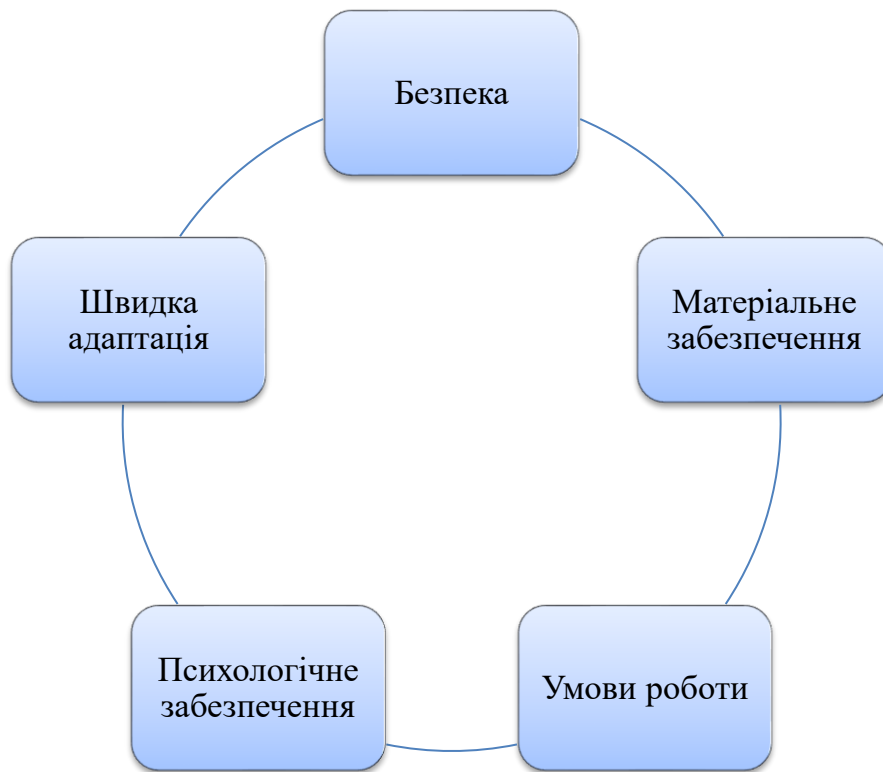 Безпека
Матеріальне
забезпечення
Умови роботи
Психологічне
забезпечення
Швидка
адаптація